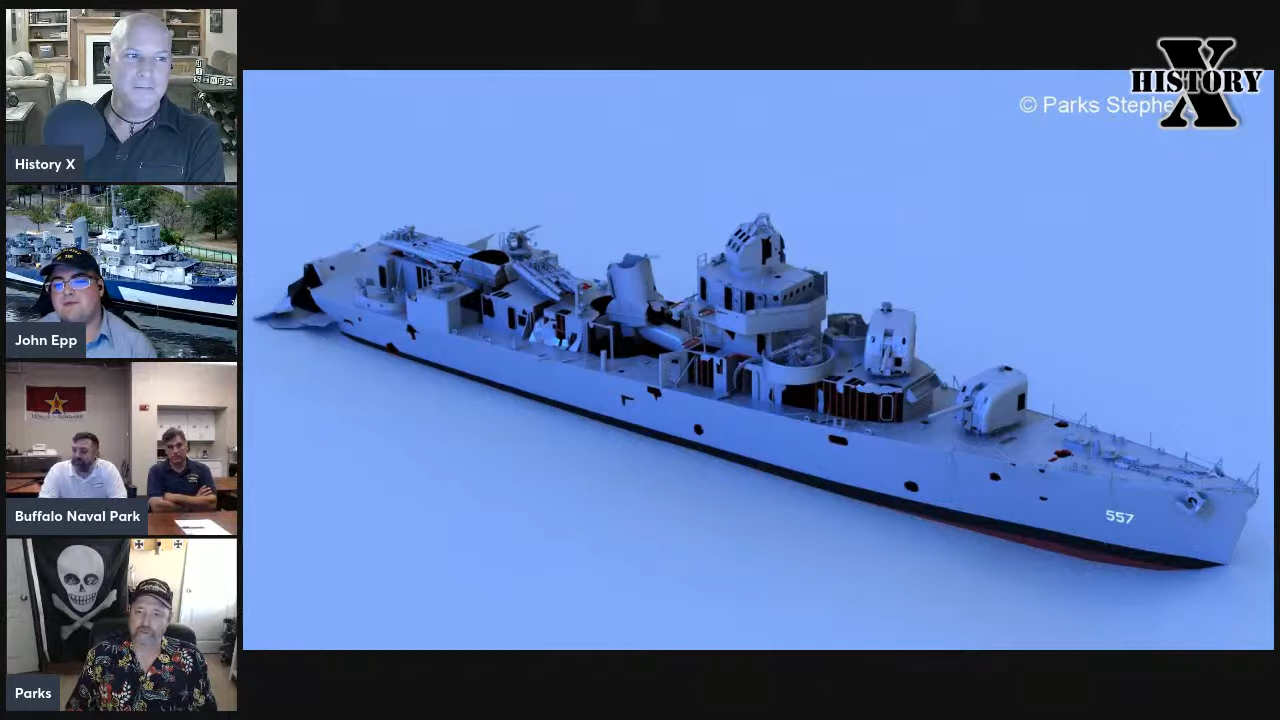 History X
John Epp
Buffalo Naval Park
Parks
© Parks Stephe
HISTORY
X
557